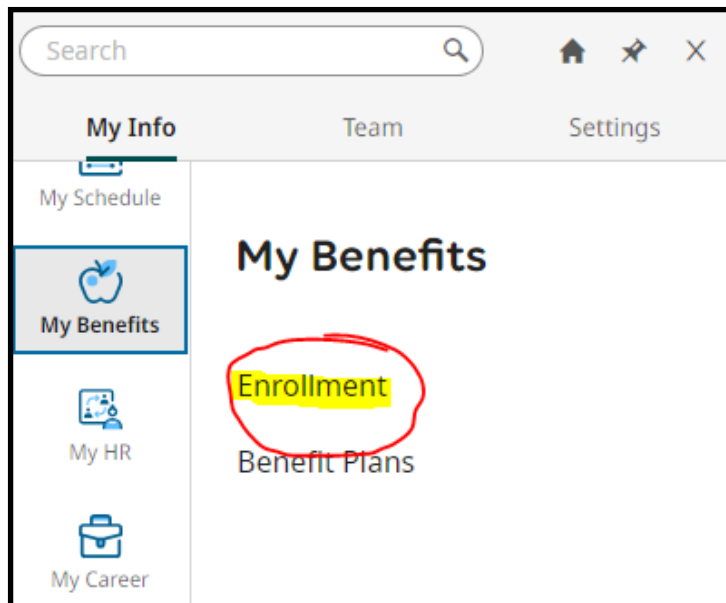 Search
My Info
Team
Settings
My Schedule
My Benefits
My HR
My Career
My Benefits
Enrollment
Benefit Plans